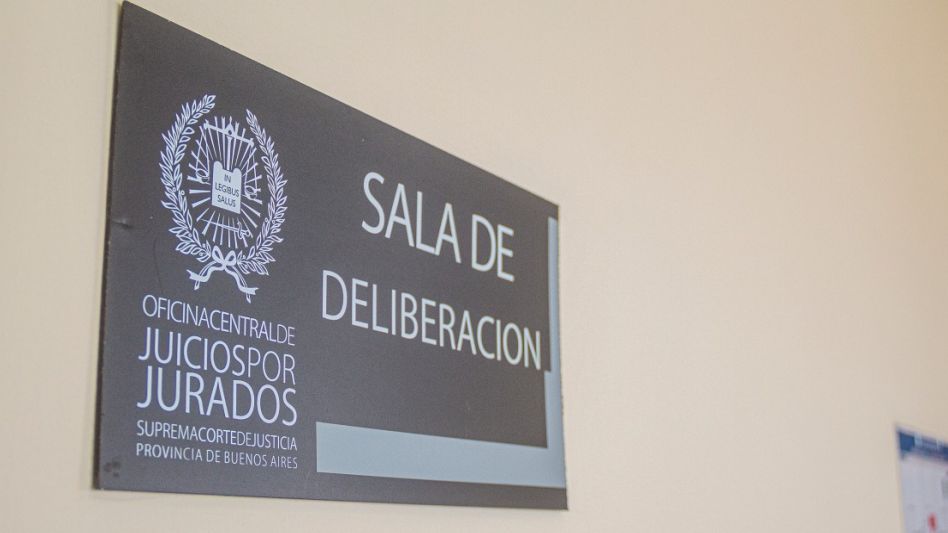 IN
LEGIBUS
SALUS
OFICINACENTRALDE
JUICIOSPOR
JURADOS
SUPREMACORTEDEJUSTICIA
PROVINCIA DE BUENOS AIRES
SALA DE
DELIBERACION